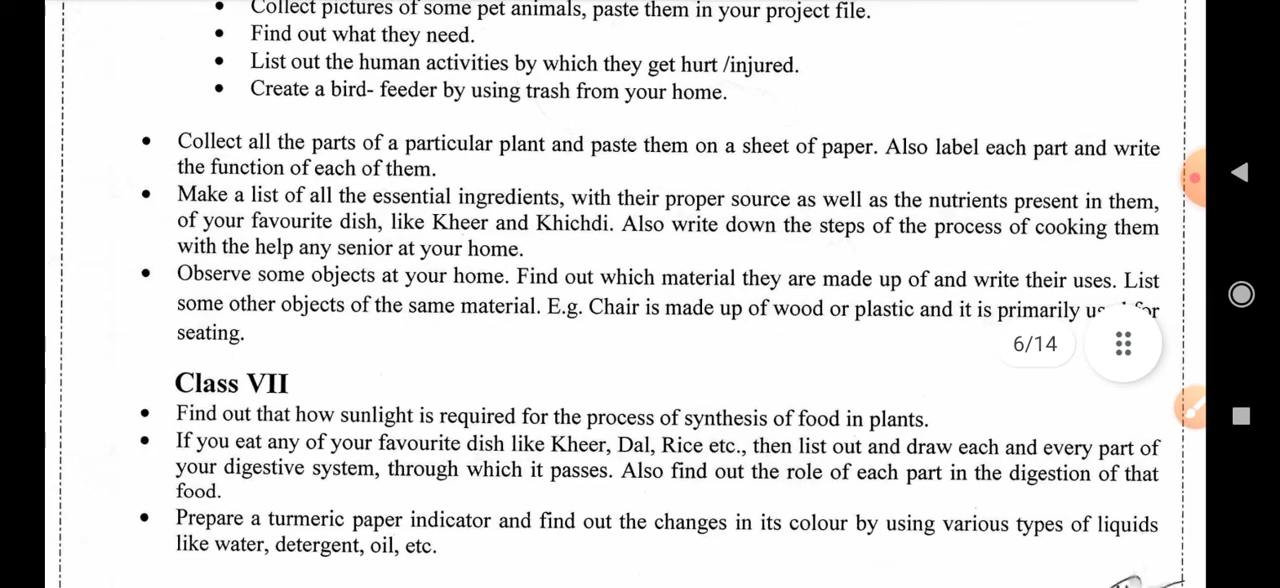 Collect pictures of some pet animals, paste them in your project file.
Find out what they need.
List out the human activities by which they get hurt /injured.
Create a bird- feeder by using trash from your home.
Collect all the parts of a particular plant and paste them on a sheet of paper. Also label each part and write
the function of each of them.
Make a list of all the essential ingredients, with their proper source as well as the nutrients present in them,
of your favourite dish, like Kheer and Khichdi. Also write down the steps of the process of cooking them
with the help any senior at your home.
Observe some objects at your home. Find out which material they are made up of and write their uses. List
some other objects of the same material. E.g. Chair is made up of wood or plastic and it is primarily
seating.
6/14
Class VII
Find out that how sunlight is required for the process of synthesis of food in plants.
If you eat any of your favourite dish like Kheer, Dal, Rice etc., then list out and draw each and every part of
your digestive system, through which it passes. Also find out the role of each part in the digestion of that
food.
Prepare a turmeric paper indicator and find out the changes in its colour by using various types of liquids
like water, detergent, oil, etc.